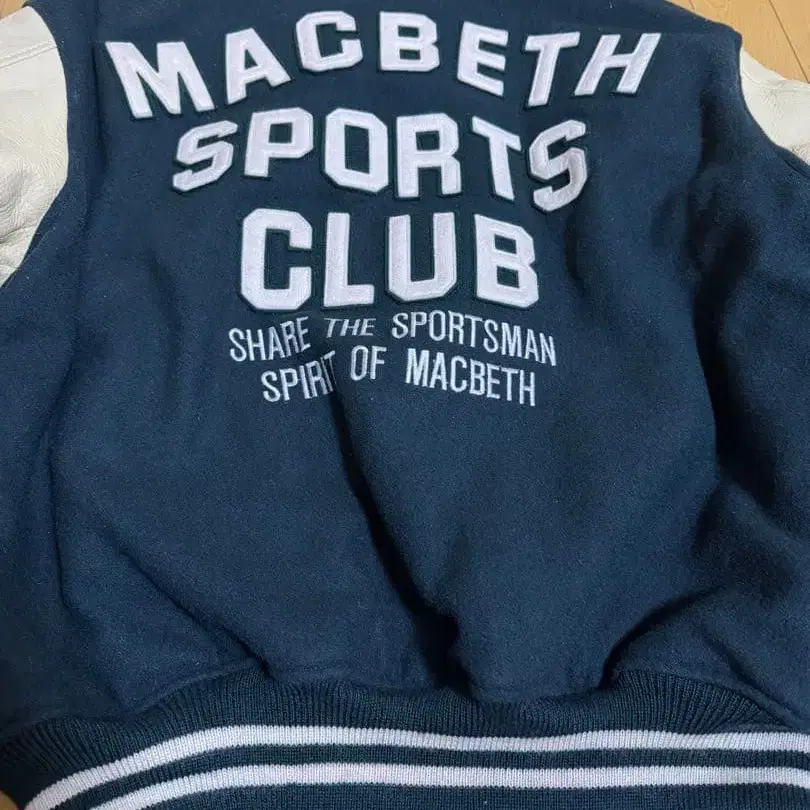 MACBETH
SPORTS
CLUB
SHARE THE SPORTSMAN
SPIRIT OF MACBETH